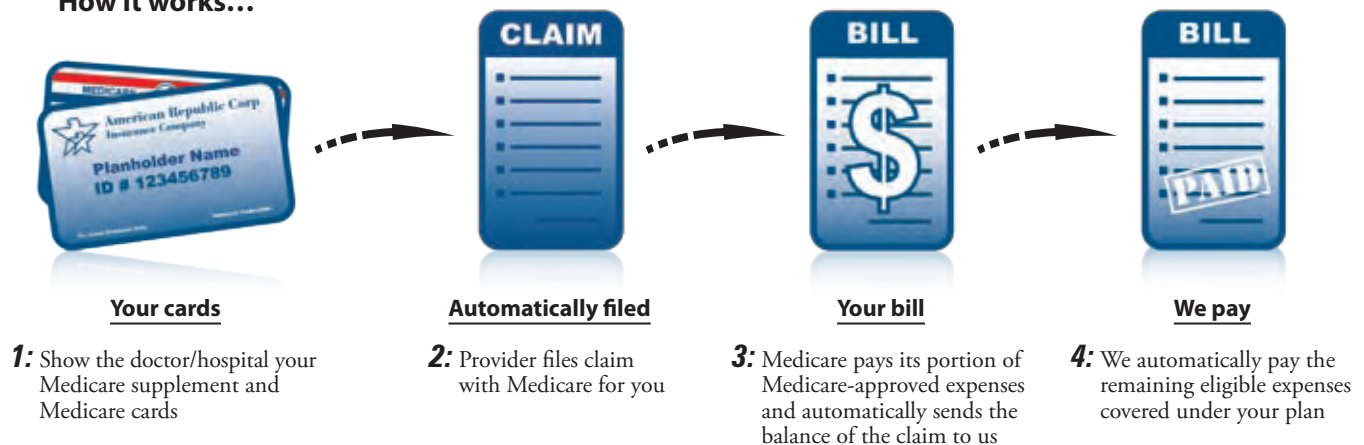 How it works…
MEDICARE
American Republic Corp
Insurance Company
Planholder Name
ID # 123456789
CLAIM
BILL
BILL
PAID
Your cards
Automatically filed
Your bill
We pay
1: Show the doctor/hospital your
Medicare supplement and
Medicare cards
2: Provider files claim
with Medicare for you
3: Medicare pays its portion of
Medicare-approved expenses
and automatically sends the
balance of the claim to us
4: We automatically pay the
remaining eligible expenses
covered under your plan